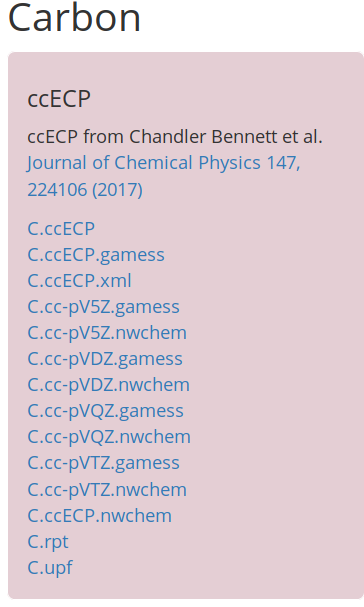 Carbon
ccECP
ccECP from Chandler Bennett et al.
Journal of Chemical Physics 147,
224106 (2017)
C.ccECP
C.ccECP.gamess
C.ccECP.xml
C.cc-pV5Z.gamess
C.cc-pV5Z.nwchem
C.cc-pVDZ.gamess
C.cc-pVDZ.nwchem
C.cc-pVQZ.gamess
C.cc-pVQZ.nwchem
C.cc-pVTZ.gamess
C.cc-pVTZ.nwchem
C.ccECP.nwchem
C.rpt
C.upf